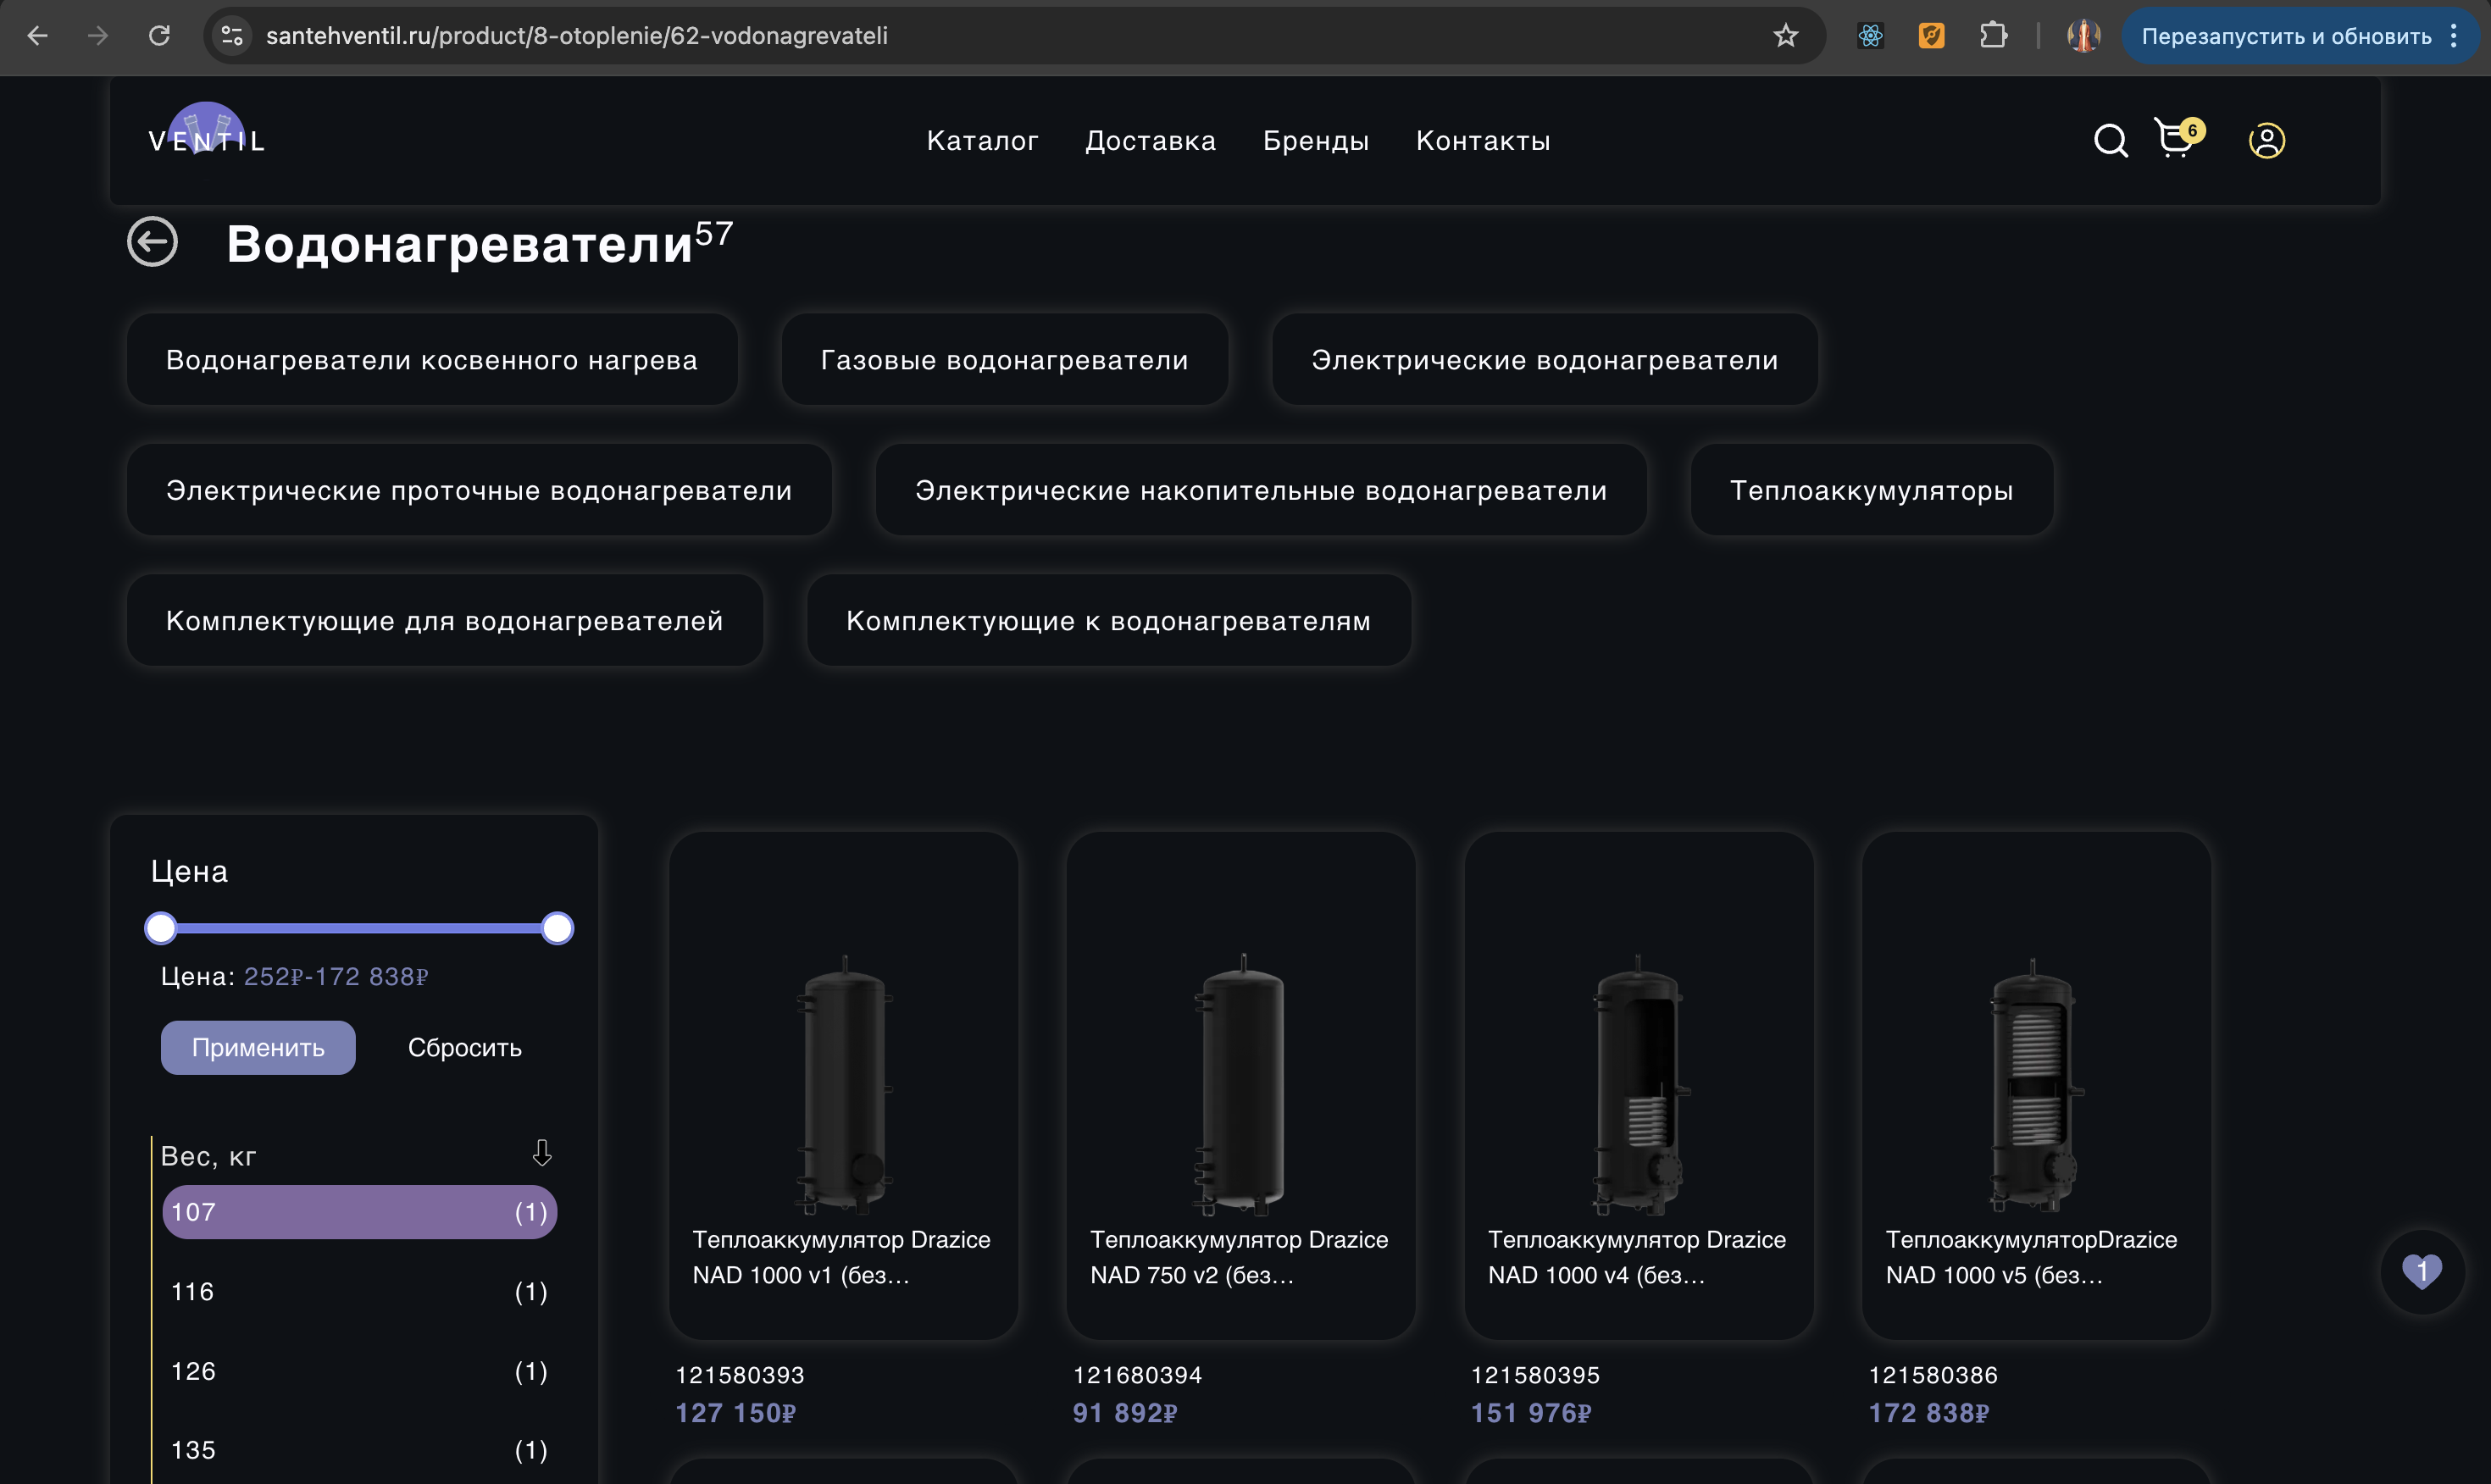 santehventil.ru/product/8-otoplenie/62-vodonagrevateli
Перезапустить и обновить
VENTIL
Каталог
Доставка
Бренды
Контакты
6
Водонагреватели57
Водонагреватели косвенного нагрева
Газовые водонагреватели
Электрические водонагреватели
Электрические проточные водонагреватели
Электрические накопительные водонагреватели
Теплоаккумуляторы
Комплектующие для водонагревателей
Комплектующие к водонагревателям
Цена
Цена: 252₽-172 838₽
Применить
Сбросить
Вес, кг
107 (1)
116 (1)
126 (1)
135 (1)
Теплоаккумулятор Drazice
NAD 1000 v1 (без...
121580393
127 150₽
Теплоаккумулятор Drazice
NAD 750 v2 (без...
121680394
91 892₽
Теплоаккумулятор Drazice
NAD 1000 v4 (без...
121580395
151 976₽
ТеплоаккумуляторDrazice
NAD 1000 v5 (без...
121580386
172 838₽
1